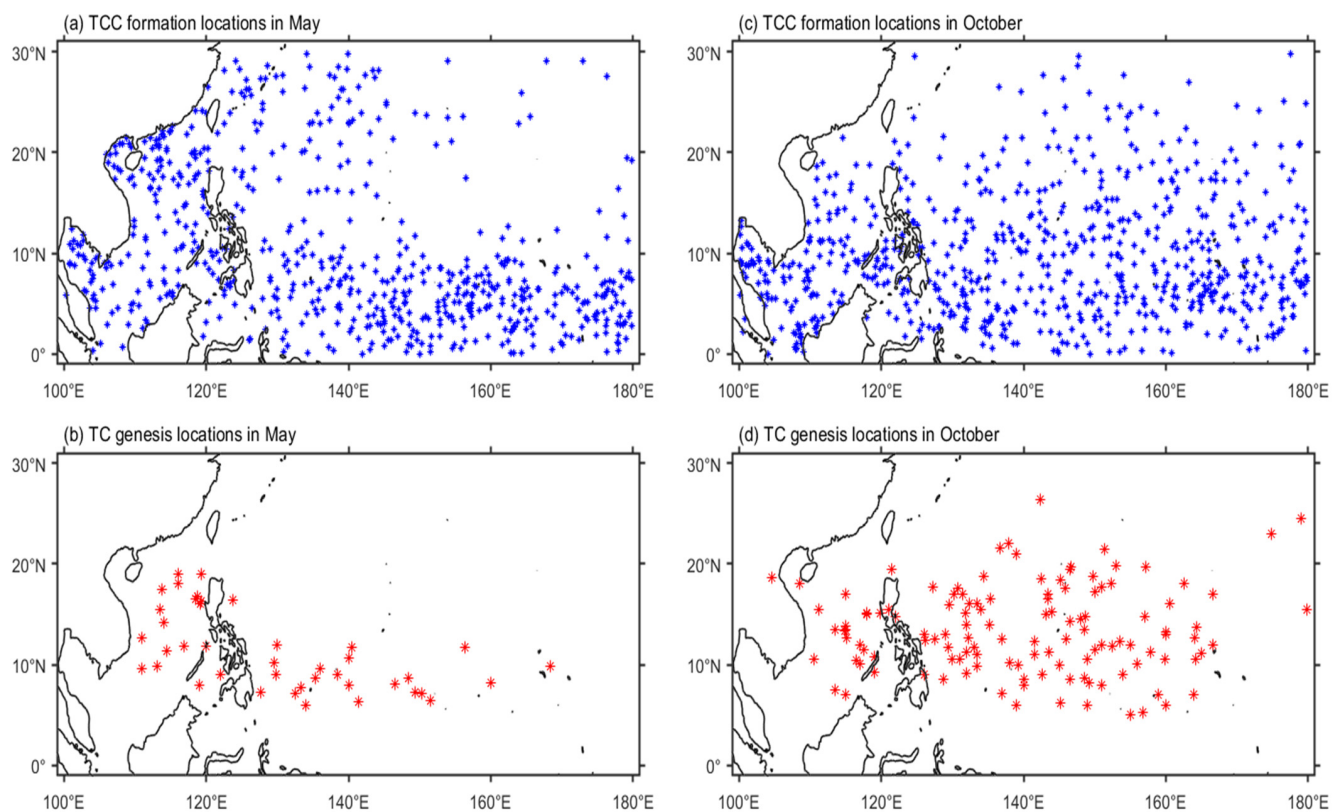 (a) TCC formation locations in May
30°N
20°N
10°N
0°
100°E 120°E 140°E 160°E 180°E
(c) TCC formation locations in October
30°N
20°N
10°N
0°
100°E 120°E 140°E 160°E 180°E
(b) TC genesis locations in May
30°N
20°N
10°N
0°
100°E 120°E 140°E 160°E 180°E
(d) TC genesis locations in October
30°N
20°N
10°N
0°
100°E 120°E 140°E 160°E 180°E